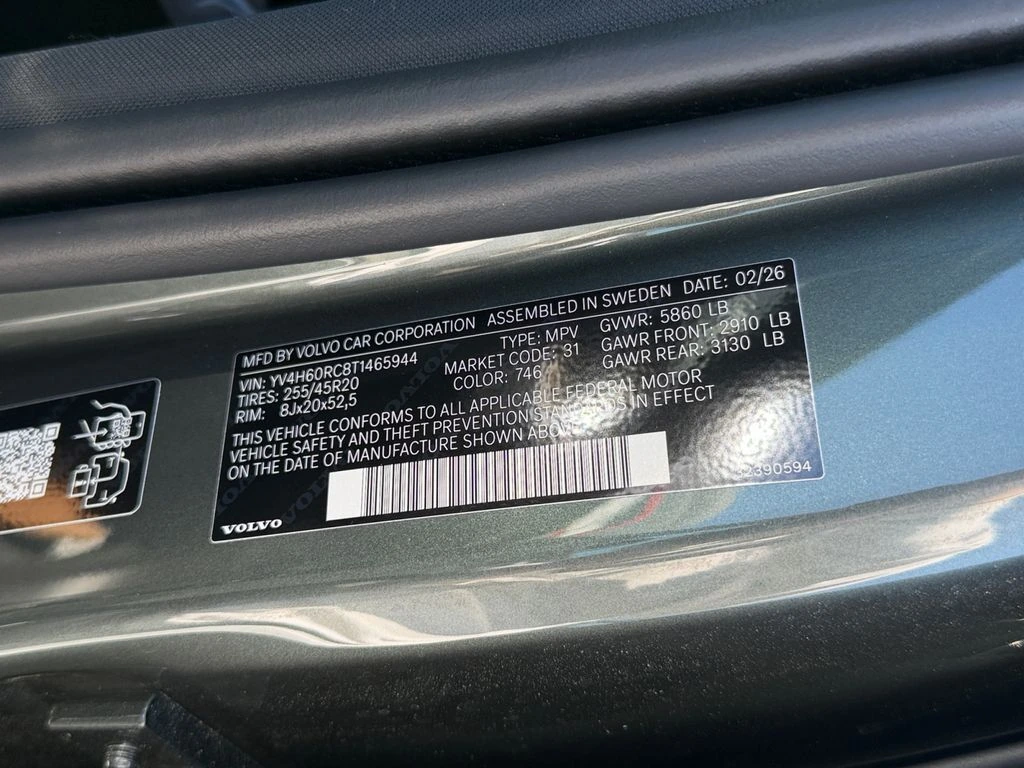 MFD BY VOLVO CAR CORPORATION ASSEMBLED IN SWEDEN DATE: 02/26
VIN: YV4H60RC8T1465944 TYPE: MPV GVWR: 5860 LB
TIRES: 255/45R20 MARKET CODE: 31 GAWR FRONT: 2910 LB
RIM: 8Jx20x52,5 COLOR: 746 GAWR REAR: 3130 LB
THIS VEHICLE CONFORMS TO ALL APPLICABLE FEDERAL MOTOR
VEHICLE SAFETY AND THEFT PREVENTION STANDARDS IN EFFECT
ON THE DATE OF MANUFACTURE SHOWN ABOVE
VOLVO